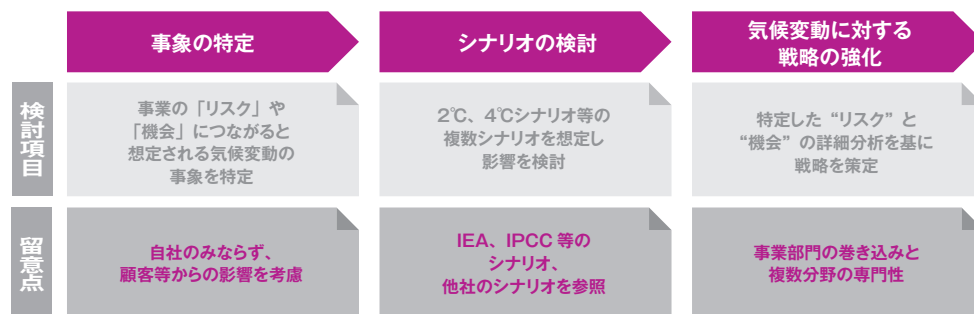 事象の特定
シナリオの検討
気候変動に対する
戦略の強化
検討項目
事業の「リスク」や
「機会」につながると
想定される気候変動の
事象を特定
2℃、4℃シナリオ等の
複数シナリオを想定し
影響を検討
特定した“リスク”と
“機会”の詳細分析を基に
戦略を策定
留意点
自社のみならず、
顧客等からの影響を考慮
IEA、IPCC 等の
シナリオ、
他社のシナリオを参照
事業部門の巻き込みと
複数分野の専門性